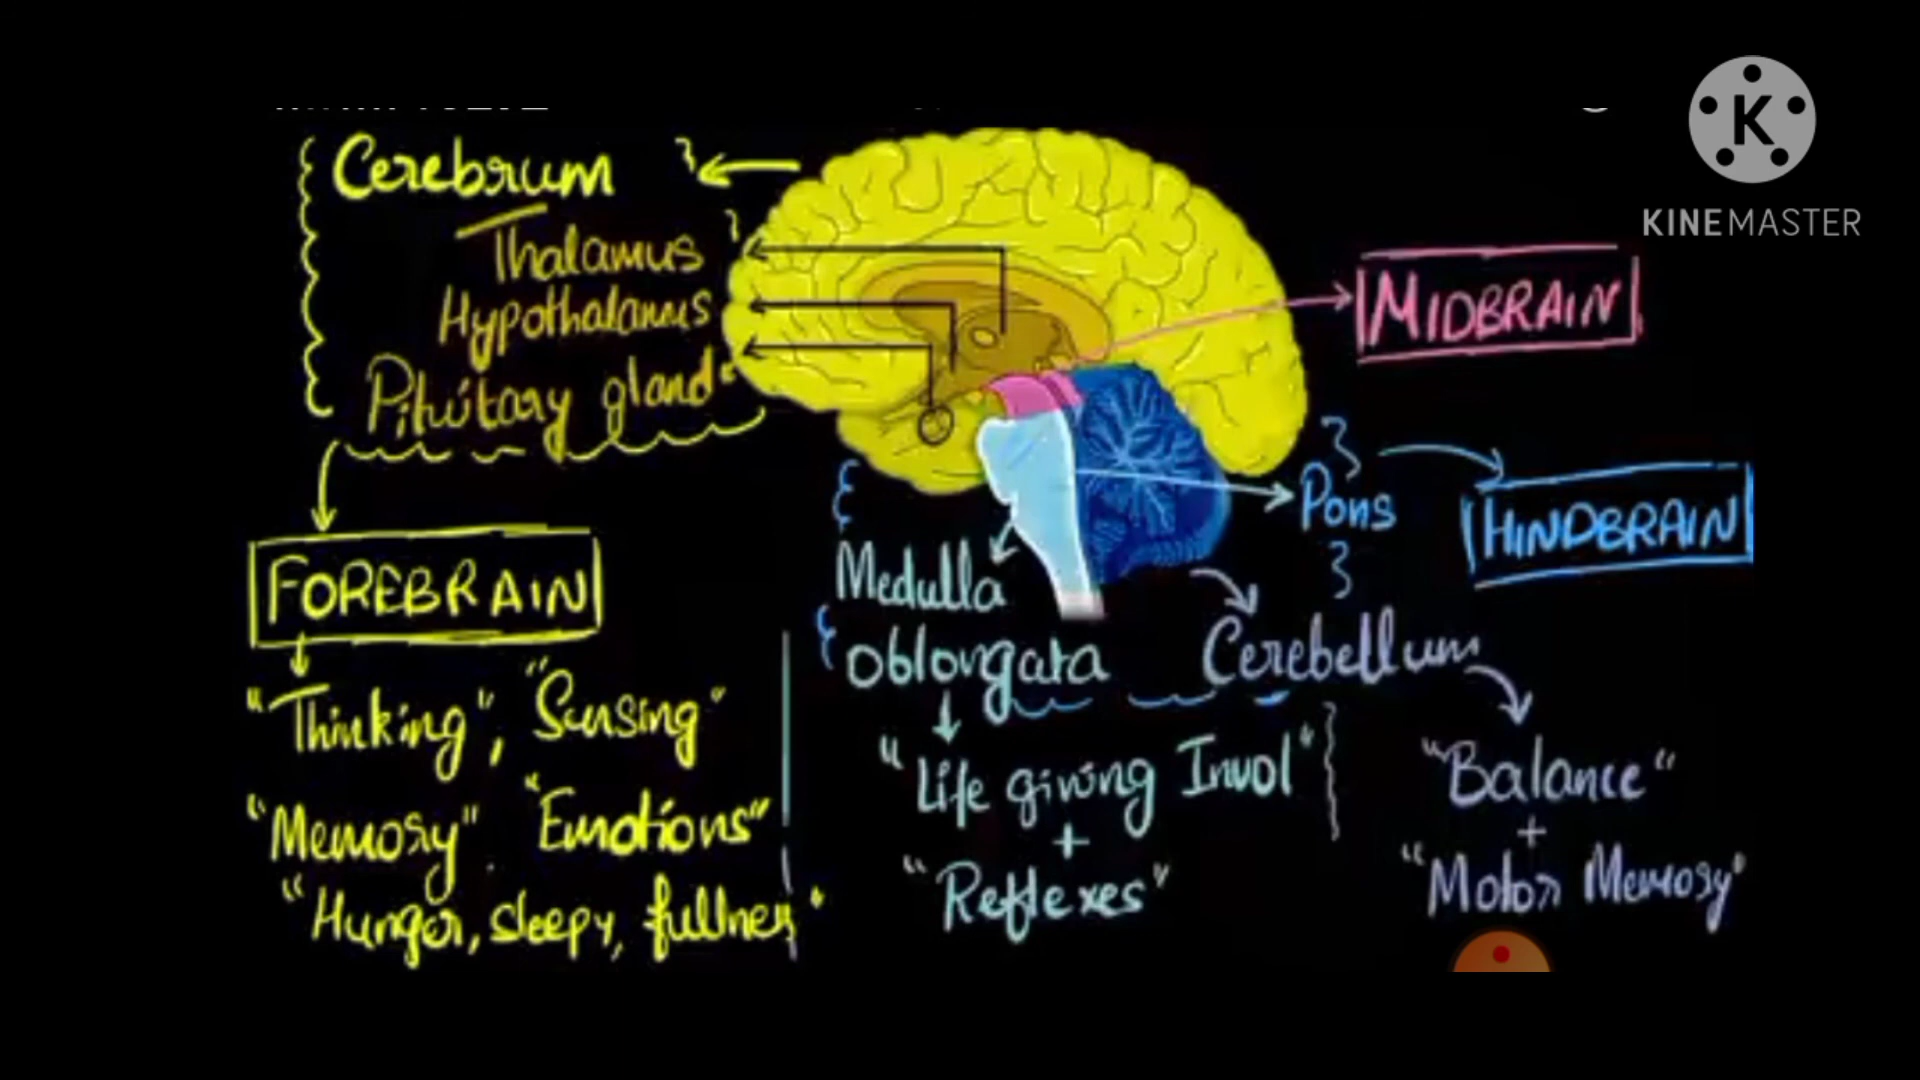 K
KINEMASTER
Cerebrum
Thalamus
Hypothalamus
Pituitary gland
FOREBRAIN
"Thinking", "Sensing"
"Memory". "Emotions"
"Hunger, sleepy, fullness"
MIDBRAIN
Pons
HINDBRAIN
Medulla
Oblongata
"Life giving Invol"
+
"Reflexes"
Cerebellum
"Balance"
+
"Motor Memory"